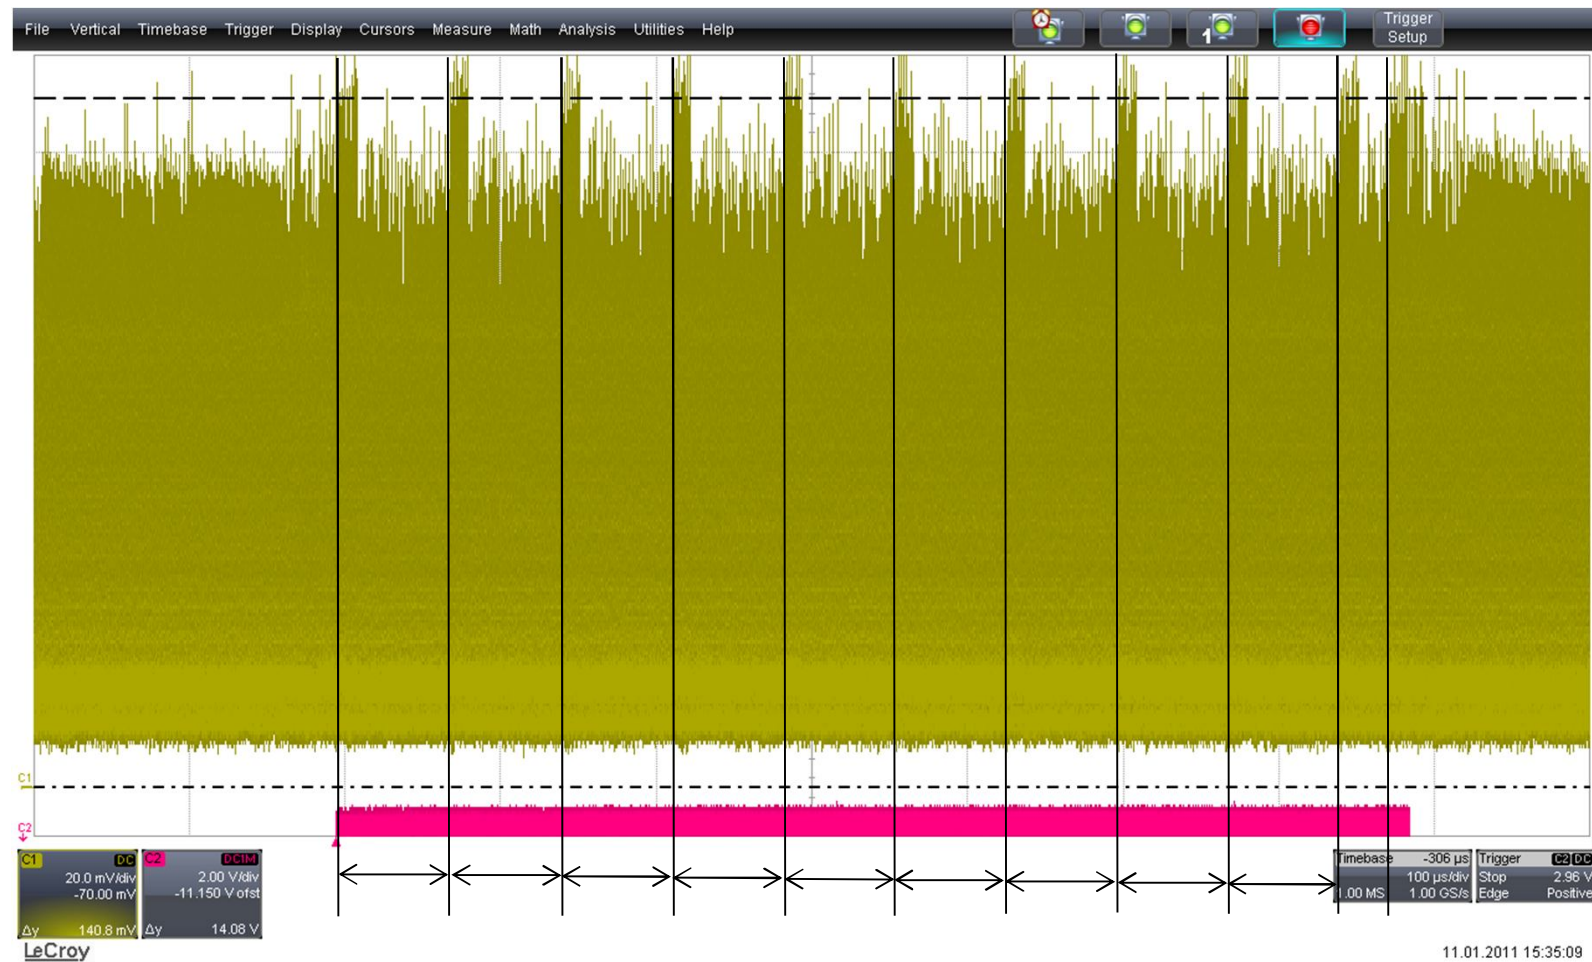 File Vertical Timebase Trigger Display Cursors Measure Math Analysis Utilities Help
1
Trigger
Setup
C1
C2
C1 DC
20.0 mV/div
-70.00 mV
Δy 140.8 mV
C2 DC1M
2.00 V/div
-11.150 V ofst
Δy 14.08 V
Timebase -306 µs
100 µs/div
1.00 MS 1.00 GS/s
Trigger C2 DC
Stop 2.96 V
Edge Positive
LeCroy
11.01.2011 15:35:09